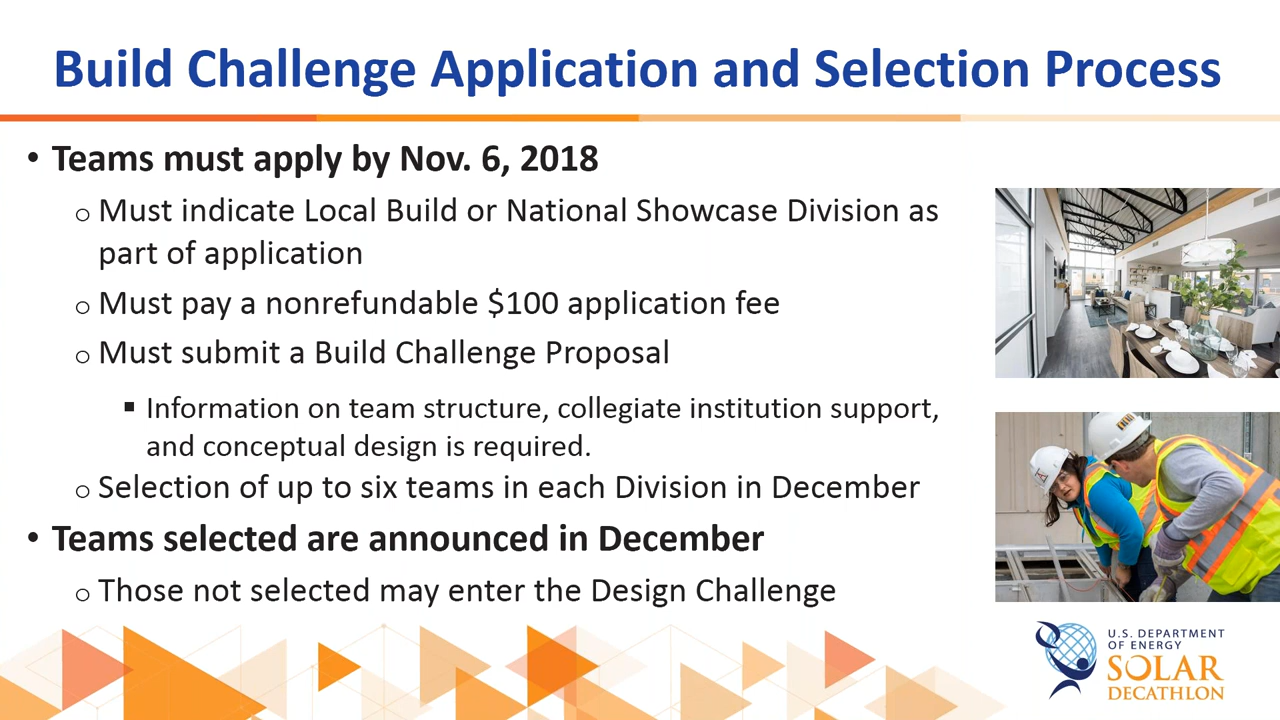 Build Challenge Application and Selection Process
• Teams must apply by Nov. 6, 2018
o Must indicate Local Build or National Showcase Division as
part of application
o Must pay a nonrefundable $100 application fee
o Must submit a Build Challenge Proposal
▪ Information on team structure, collegiate institution support,
and conceptual design is required.
o Selection of up to six teams in each Division in December
• Teams selected are announced in December
o Those not selected may enter the Design Challenge
U.S. DEPARTMENT
OF ENERGY
SOLAR
DECATHLON